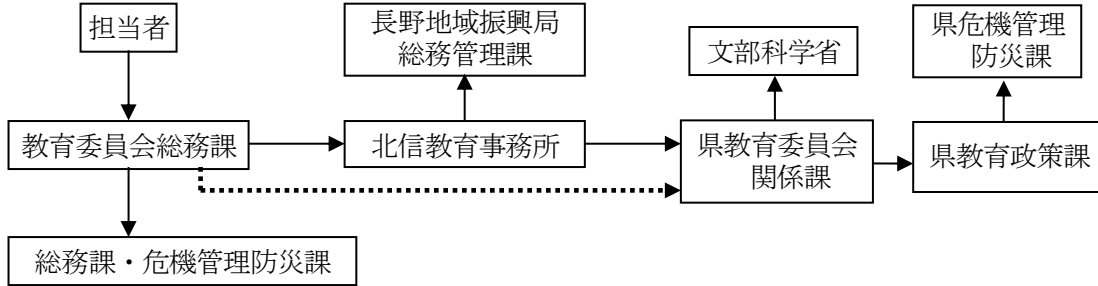 担当者
長野地域振興局
総務管理課
文部科学省
県危機管理
防災課
教育委員会総務課
北信教育事務所
県教育委員会
関係課
県教育政策課
総務課・危機管理防災課